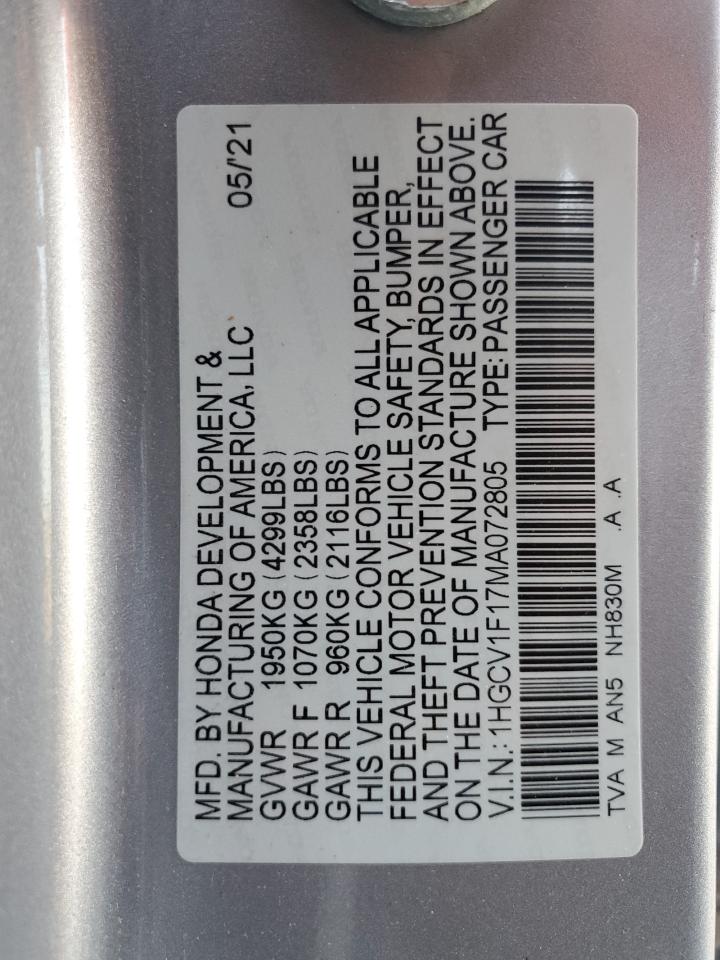 MFD. BY HONDA DEVELOPMENT &
MANUFACTURING OF AMERICA, LLC 05/'21
GVWR 1950KG (4299LBS)
GAWR F 1070KG (2358LBS)
GAWR R 960KG (2116LBS)
THIS VEHICLE CONFORMS TO ALL APPLICABLE
FEDERAL MOTOR VEHICLE SAFETY, BUMPER,
AND THEFT PREVENTION STANDARDS IN EFFECT
ON THE DATE OF MANUFACTURE SHOWN ABOVE.
V.I.N.: 1HGCV1F17MA072805 TYPE: PASSENGER CAR
TVA M AN5 NH830M .A .A